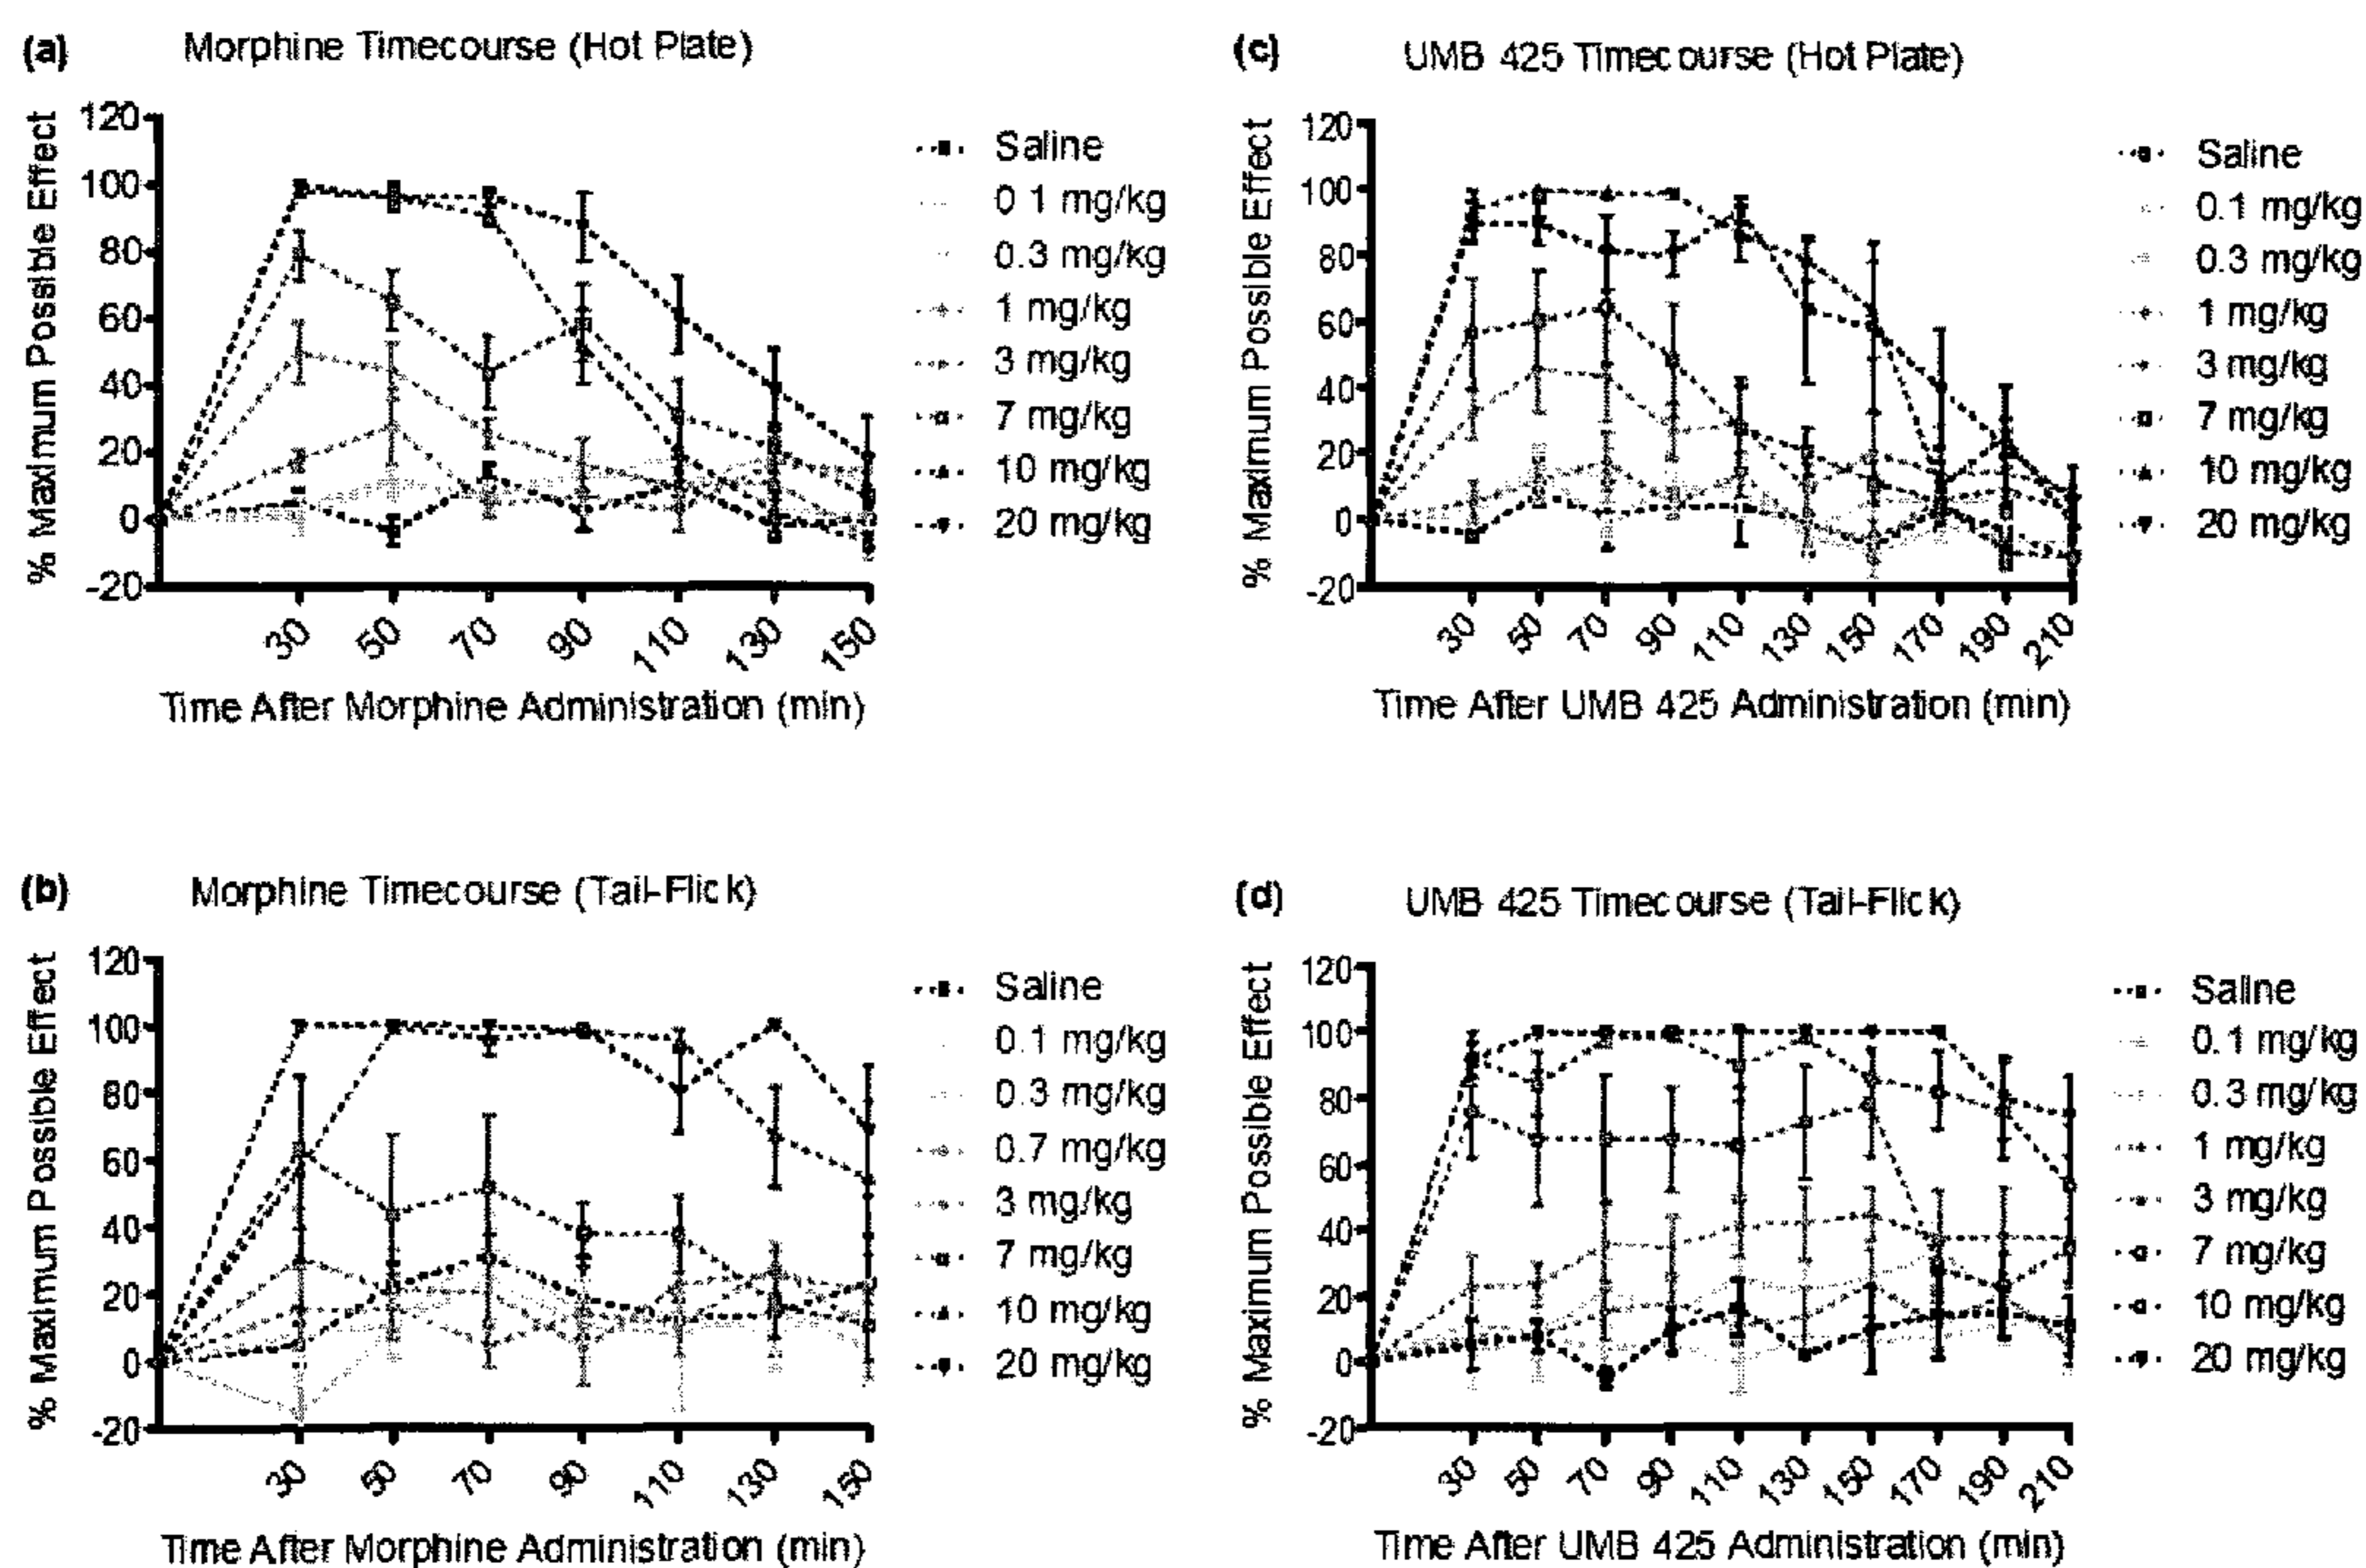 (a) Morphine Timecourse (Hot Plate)
% Maximum Possible Effect
120
100
80
60
40
20
0
-20
30 50 70 90 110 130 150
Time After Morphine Administration (min)
Saline
0 1 mg/kg
0.3 mg/kg
1 mg/kg
3 mg/kg
7 mg/kg
10 mg/kg
20 mg/kg
(c) UMB 425 Timecourse (Hot Plate)
% Maximum Possible Effect
120
100
80
60
40
20
0
-20
30 50 70 90 110 130 150 170 190 210
Time After UMB 425 Administration (min)
Saline
0.1 mg/kg
0.3 mg/kg
1 mg/kg
3 mg/kg
7 mg/kg
10 mg/kg
20 mg/kg
(b) Morphine Timecourse (Tail-Flick)
% Maximum Possible Effect
120
100
80
60
40
20
0
-20
30 50 70 90 110 130 150
Time After Morphine Administration (min)
Saline
0.1 mg/kg
0.3 mg/kg
0.7 mg/kg
3 mg/kg
7 mg/kg
10 mg/kg
20 mg/kg
(d) UMB 425 Timecourse (Tail-Flick)
% Maximum Possible Effect
120
100
80
60
40
20
0
-20
30 50 70 90 110 130 150 170 190 210
Time After UMB 425 Administration (min)
Saline
0.1 mg/kg
0.3 mg/kg
1 mg/kg
3 mg/kg
7 mg/kg
10 mg/kg
20 mg/kg